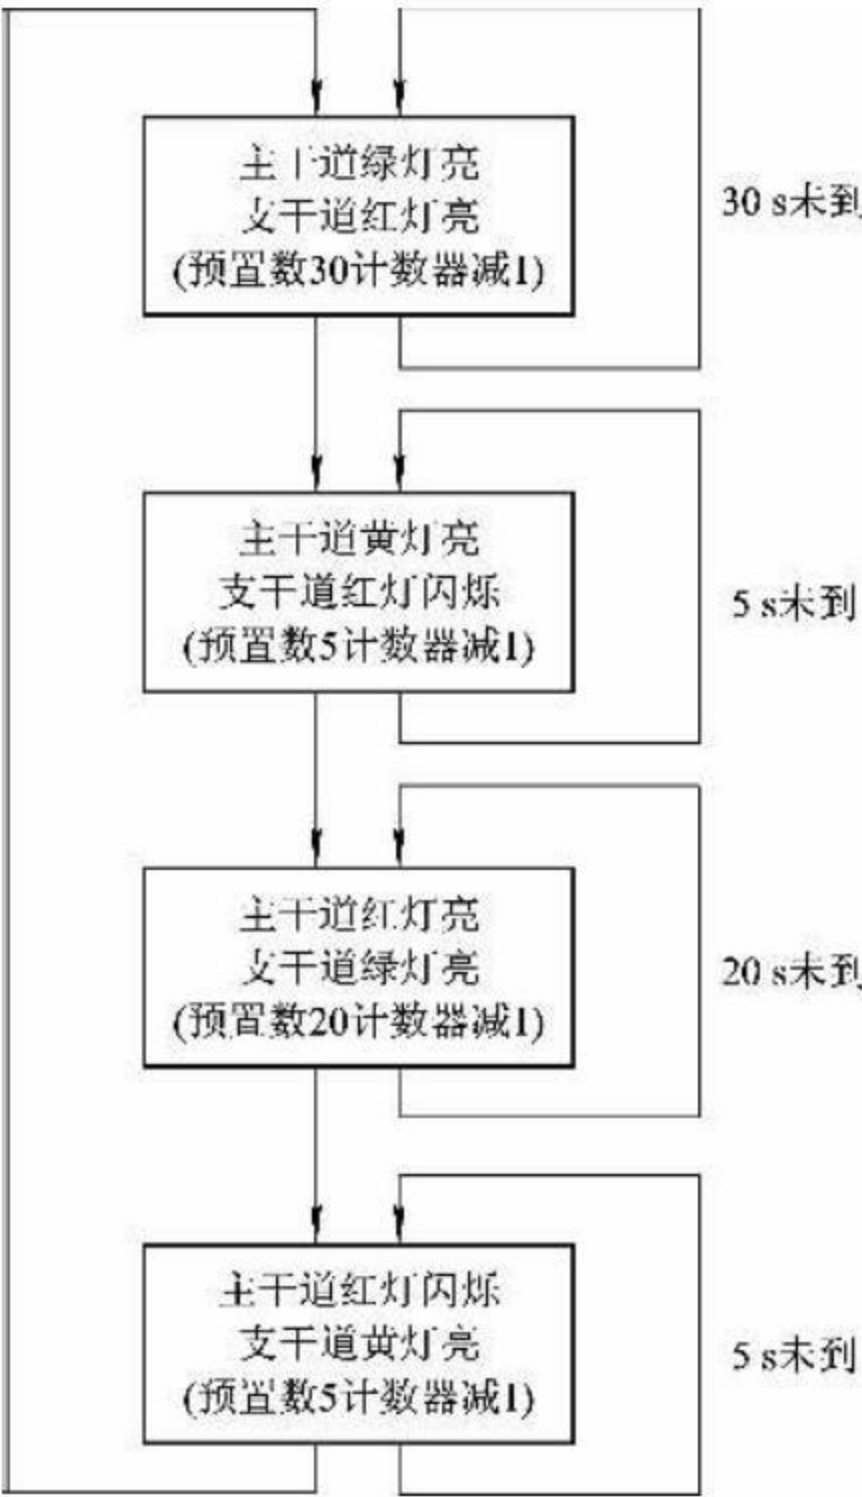 主干道绿灯亮
支干道红灯亮
(预置数30计数器减1)
30 s未到
主干道黄灯亮
支干道红灯闪烁
(预置数5计数器减1)
5 s未到
主干道红灯亮
支干道绿灯亮
(预置数20计数器减1)
20 s未到
主干道红灯闪烁
支干道黄灯亮
(预置数5计数器减1)
5 s未到